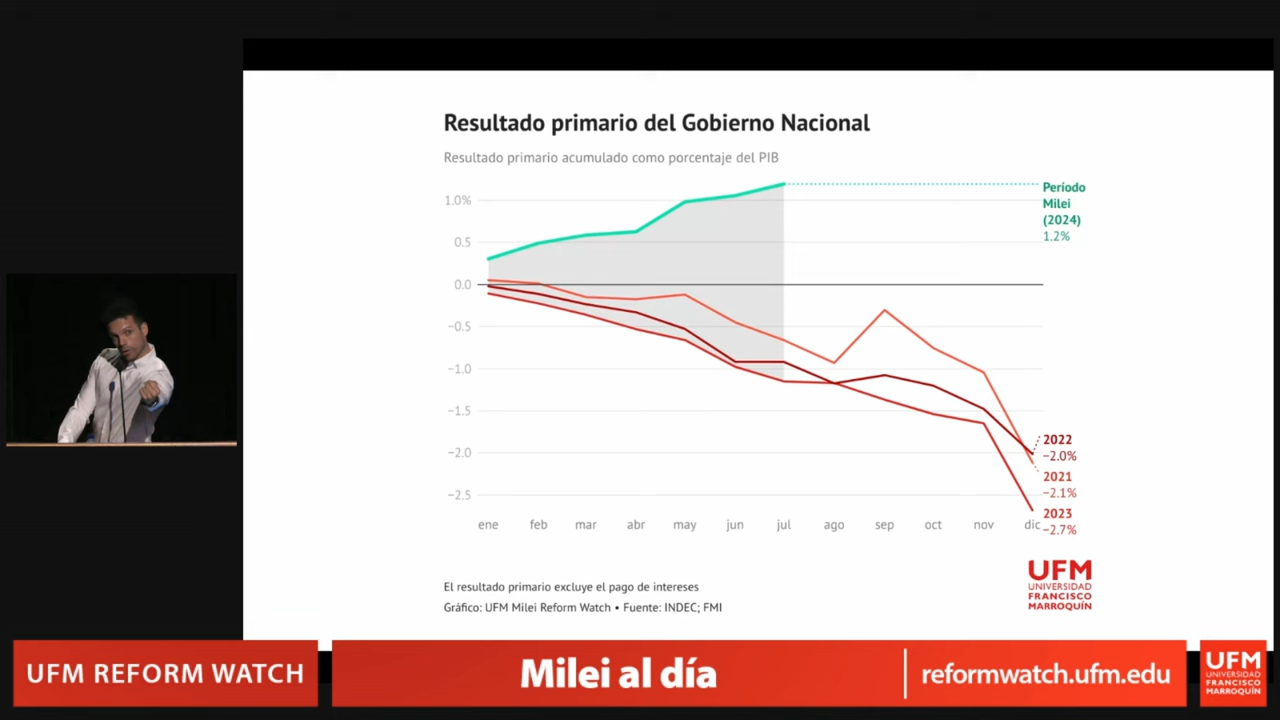 Resultado primario del Gobierno Nacional
Resultado primario acumulado como porcentaje del PIB
1.0%
0.5
0.0
−0.5
−1.0
−1.5
−2.0
−2.5
Período
Milei
(2024)
1.2%
2022
−2.0%
2021
−2.1%
2023
−2.7%
ene feb mar abr may jun jul ago sep oct nov dic
El resultado primario excluye el pago de intereses
Gráfico: UFM Milei Reform Watch • Fuente: INDEC; FMI
UFM
UNIVERSIDAD
FRANCISCO
MARROQUÍN
UFM REFORM WATCH
Milei al día
reformwatch.ufm.edu
UFM
UNIVERSIDAD
FRANCISCO
MARROQUÍN